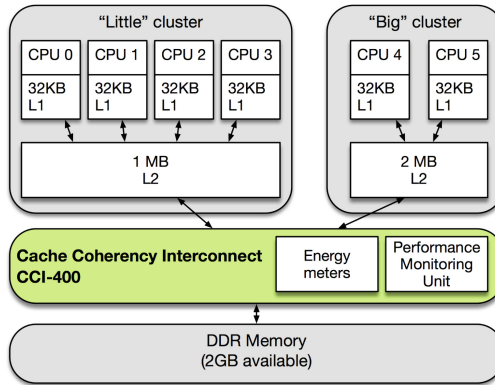 “Little” cluster
CPU 0
32KB
L1
CPU 1
32KB
L1
CPU 2
32KB
L1
CPU 3
32KB
L1
1 MB
L2
“Big” cluster
CPU 4
32KB
L1
CPU 5
32KB
L1
2 MB
L2
Cache Coherency Interconnect
CCI-400
Energy
meters
Performance
Monitoring
Unit
DDR Memory
(2GB available)